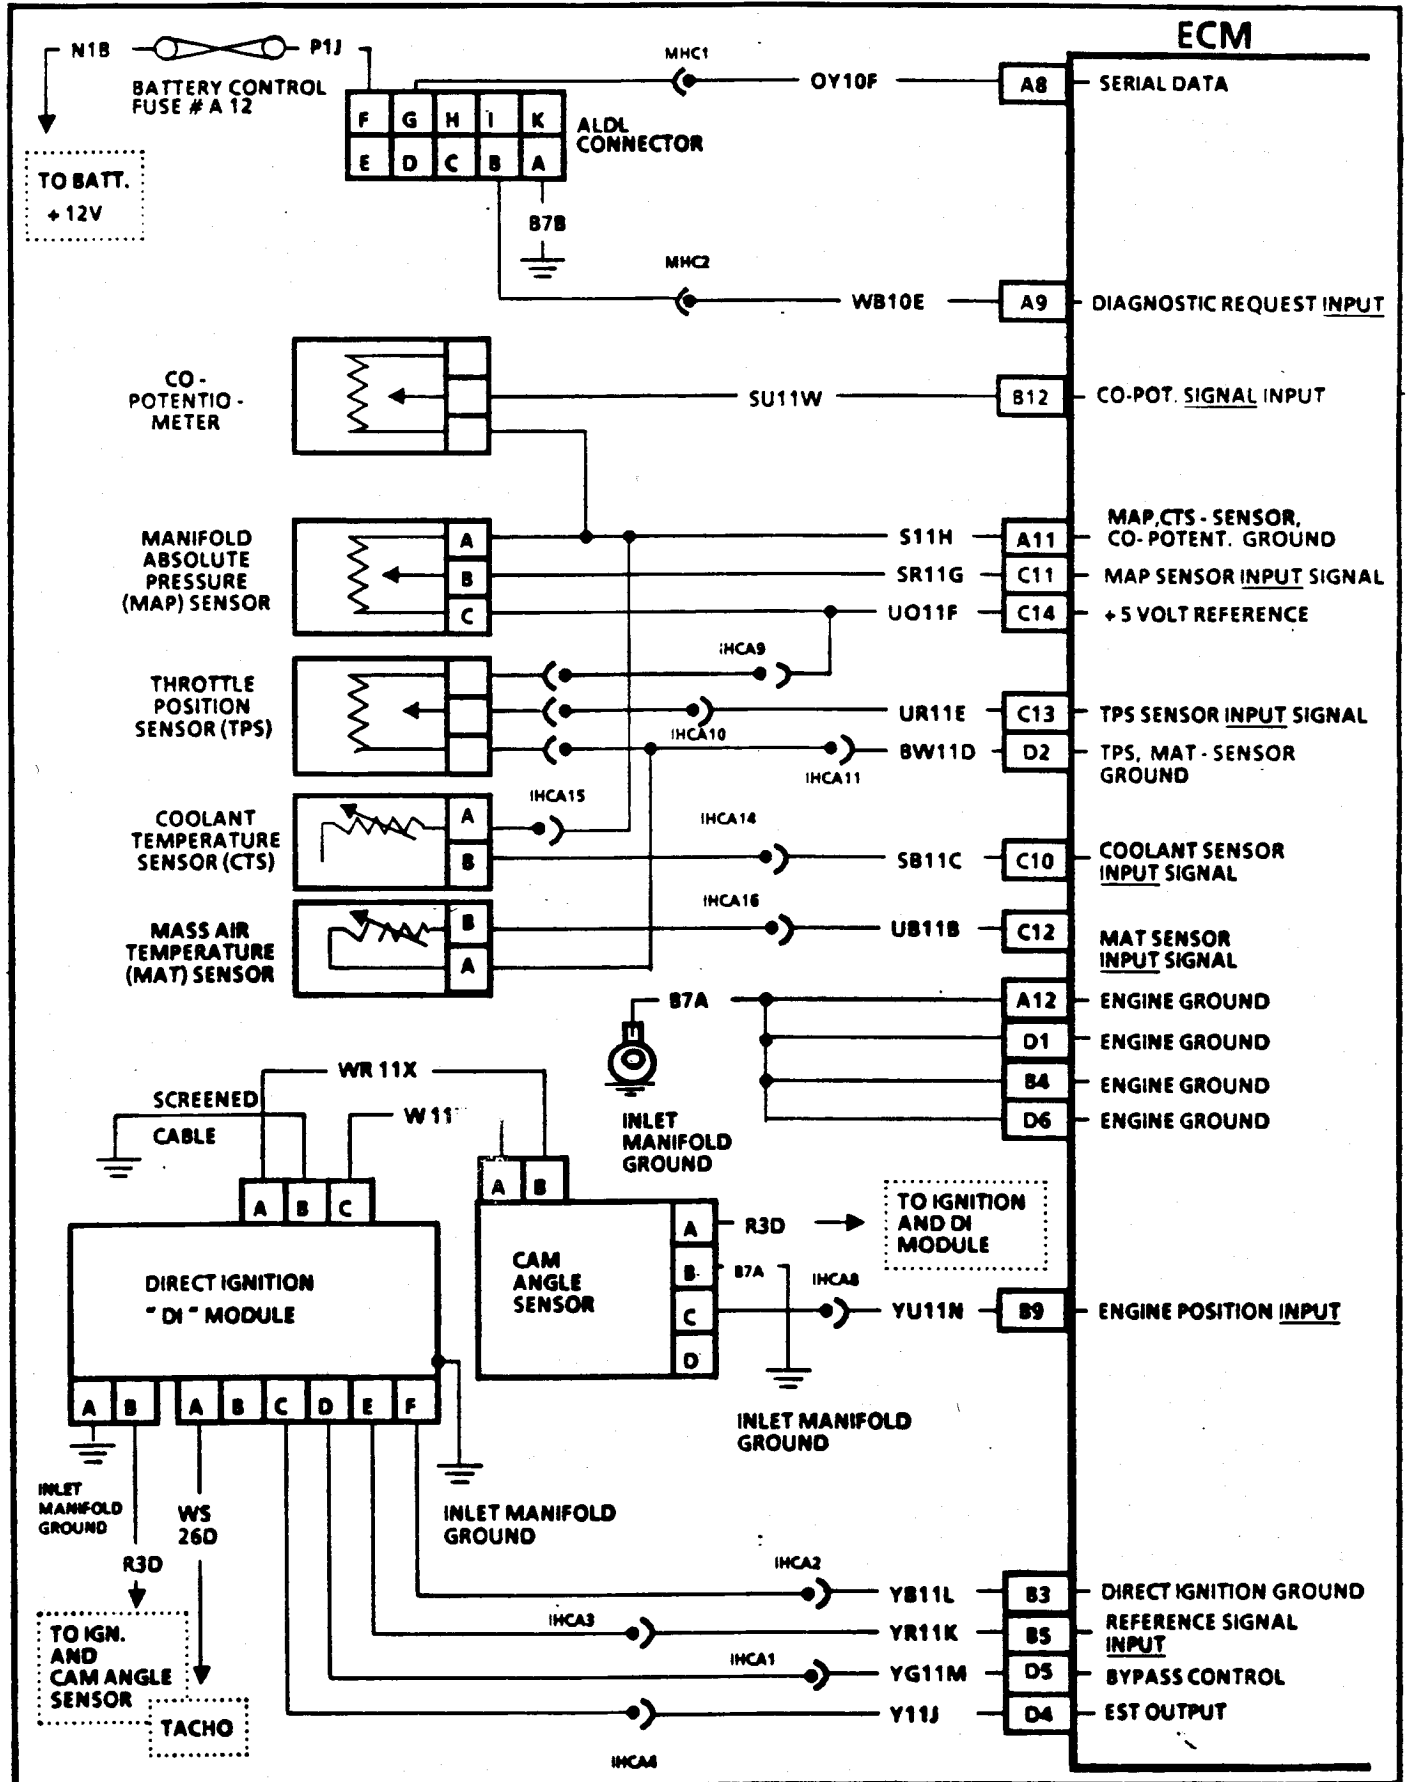 ECM
N1B
P1J
BATTERY CONTROL
FUSE # A 12
MHC1
OY10F
A8
SERIAL DATA
F G H I K
E D C B A
ALDL
CONNECTOR
TO BATT.
+ 12V
B7B
MHC2
WB10E
A9
DIAGNOSTIC REQUEST INPUT
CO -
POTENTIO -
METER
SU11W
B12
CO-POT. SIGNAL INPUT
MANIFOLD
ABSOLUTE
PRESSURE
(MAP) SENSOR
A
B
C
S11H
A11
MAP,CTS - SENSOR,
CO- POTENT. GROUND
SR11G
C11
MAP SENSOR INPUT SIGNAL
UO11F
C14
+ 5 VOLT REFERENCE
IHCA9
THROTTLE
POSITION
SENSOR (TPS)
IHCA10
UR11E
C13
TPS SENSOR INPUT SIGNAL
IHCA11
BW11D
D2
TPS, MAT - SENSOR
GROUND
COOLANT
TEMPERATURE
SENSOR (CTS)
A
B
IHCA15
IHCA14
SB11C
C10
COOLANT SENSOR
INPUT SIGNAL
MASS AIR
TEMPERATURE
(MAT) SENSOR
B
A
IHCA16
UB11B
C12
MAT SENSOR
INPUT SIGNAL
B7A
A12
ENGINE GROUND
D1
ENGINE GROUND
B4
ENGINE GROUND
D6
ENGINE GROUND
INLET
MANIFOLD
GROUND
WR 11X
SCREENED
CABLE
W 11
A B C
DIRECT IGNITION
" DI " MODULE
A B
A B C D E F
A B
CAM
ANGLE
SENSOR
A
B
C
D
R3D
TO IGNITION
AND DI
MODULE
B7A
IHCA8
YU11N
B9
ENGINE POSITION INPUT
INLET MANIFOLD
GROUND
INLET
MANIFOLD
GROUND
WS
26D
INLET MANIFOLD
GROUND
R3D
TO IGN.
AND
CAM ANGLE
SENSOR
TACHO
IHCA2
YB11L
B3
DIRECT IGNITION GROUND
IHCA3
YR11K
B5
REFERENCE SIGNAL
INPUT
IHCA1
YG11M
D5
BYPASS CONTROL
Y11J
D4
EST OUTPUT
IHCA4